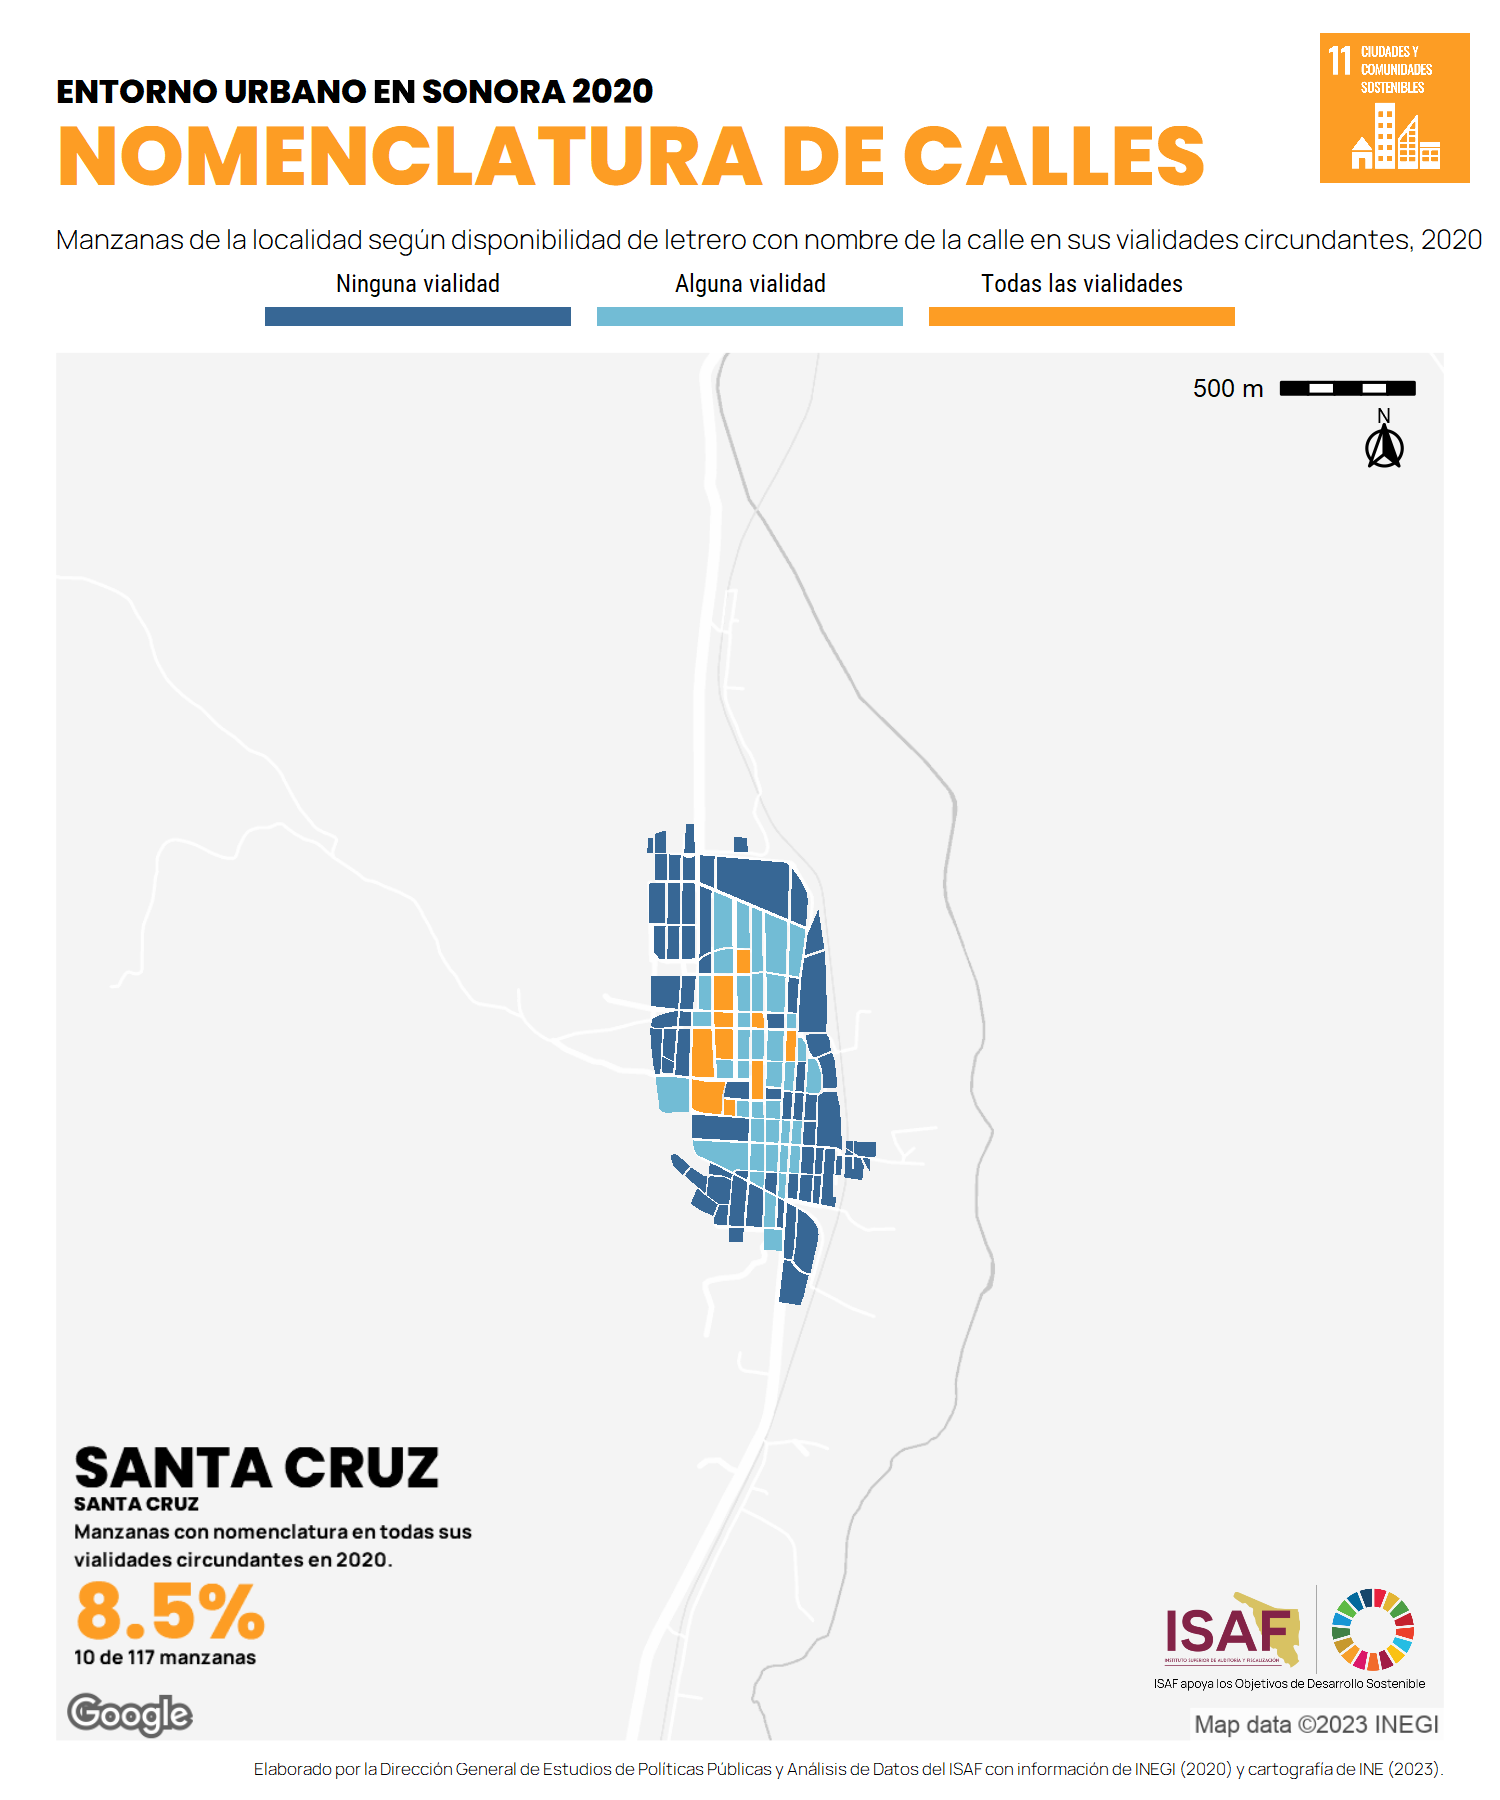 ENTORNO URBANO EN SONORA 2020
NOMENCLATURA DE CALLES
11 CIUDADES Y
COMUNIDADES
SOSTENIBLES
Manzanas de la localidad según disponibilidad de letrero con nombre de la calle en sus vialidades circundantes, 2020
Ninguna vialidad Alguna vialidad Todas las vialidades
500 m
N
SANTA CRUZ
SANTA CRUZ
Manzanas con nomenclatura en todas sus
vialidades circundantes en 2020.
8.5%
10 de 117 manzanas
Google
ISAF
INSTITUTO SUPERIOR DE AUDITORÍA Y FISCALIZACIÓN
ISAF apoya los Objetivos de Desarrollo Sostenible
Map data ©2023 INEGI
Elaborado por la Dirección General de Estudios de Políticas Públicas y Análisis de Datos del ISAF con información de INEGI (2020) y cartografía de INE (2023).